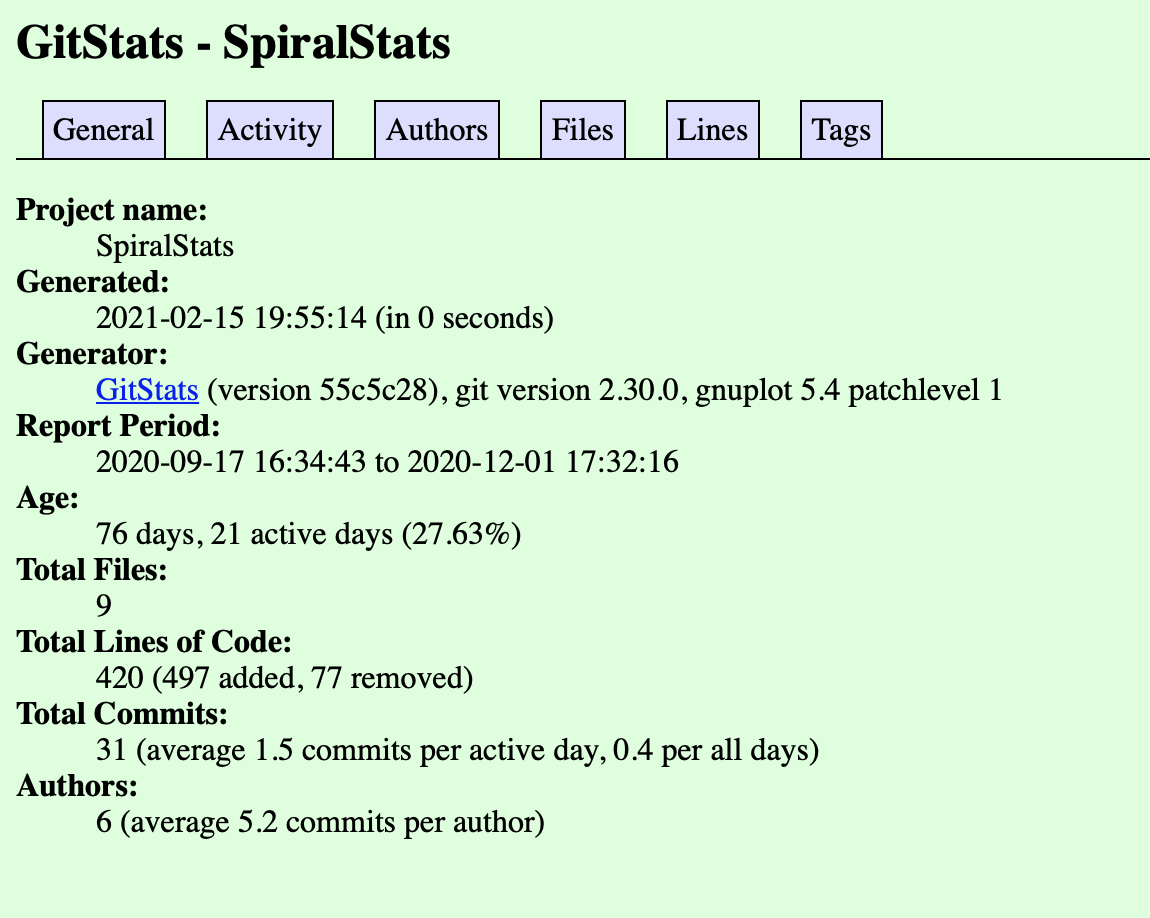 GitStats - SpiralStats
General Activity Authors Files Lines Tags
Project name:
SpiralStats
Generated:
2021-02-15 19:55:14 (in 0 seconds)
Generator:
GitStats (version 55c5c28), git version 2.30.0, gnuplot 5.4 patchlevel 1
Report Period:
2020-09-17 16:34:43 to 2020-12-01 17:32:16
Age:
76 days, 21 active days (27.63%)
Total Files:
9
Total Lines of Code:
420 (497 added, 77 removed)
Total Commits:
31 (average 1.5 commits per active day, 0.4 per all days)
Authors:
6 (average 5.2 commits per author)